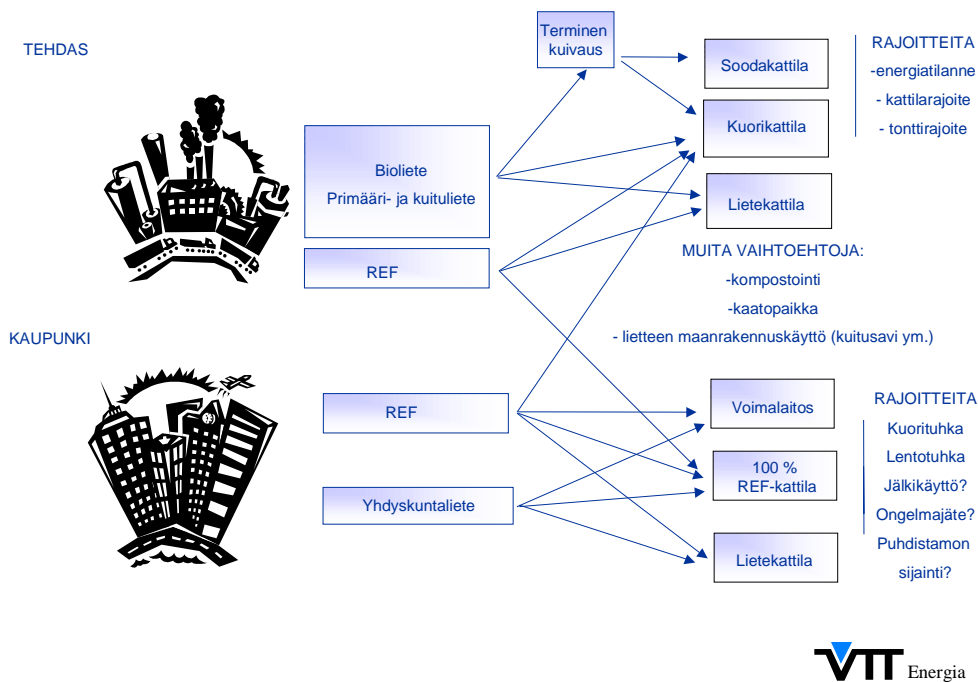 TEHDAS
Terminen
kuivaus
Soodakattila
RAJOITTEITA
-energiatilanne
- kattilarajoite
- tonttirajoite
Kuorikattila
Bioliete
Primääri- ja kuituliete
Lietekattila
REF
MUITA VAIHTOEHTOJA:
-kompostointi
-kaatopaikka
- lietteen maanrakennuskäyttö (kuitusavi ym.)
KAUPUNKI
REF
Voimalaitos
RAJOITTEITA
Kuorituhka
Lentotuhka
Jälkikäyttö?
Ongelmajäte?
Puhdistamon
sijainti?
100 %
REF-kattila
Yhdyskuntaliete
Lietekattila
VTT Energia